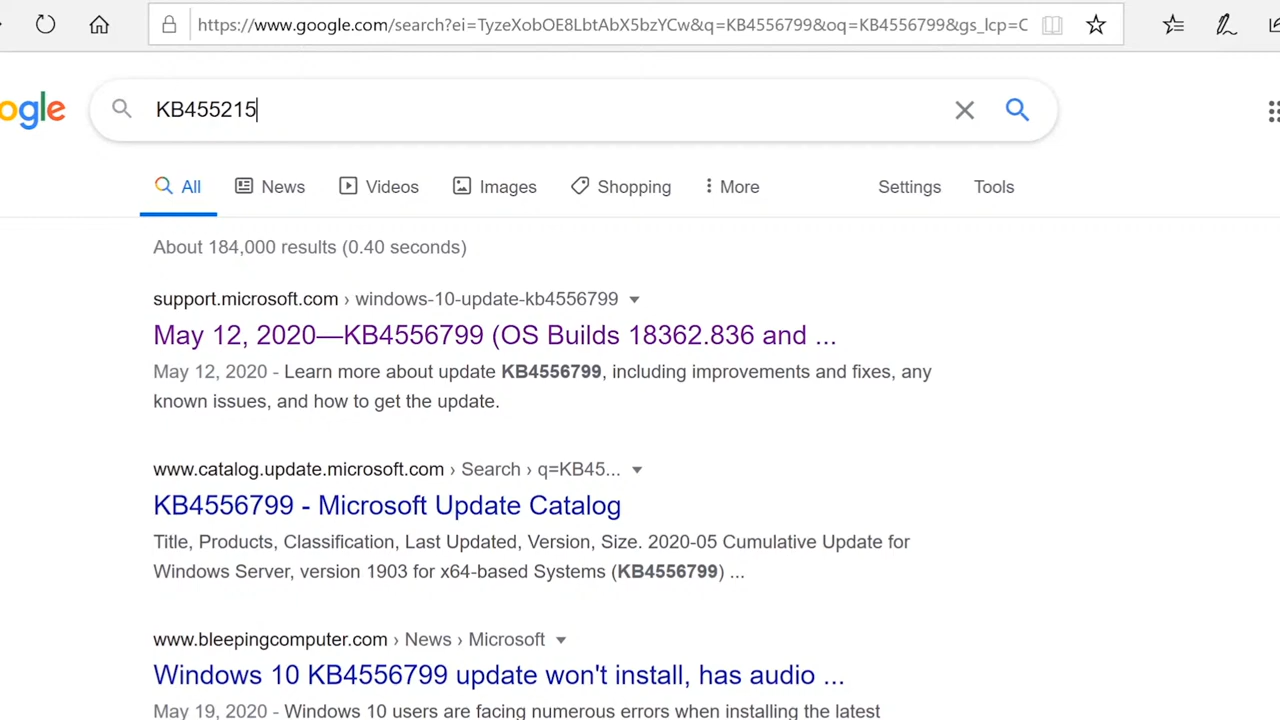 https://www.google.com/search?ei=TyzeXobOE8LbtAbX5bzYCw&q=KB4556799&oq=KB4556799&gs_lcp=C
ogle
KB455215
All News Videos Images Shopping More Settings Tools
About 184,000 results (0.40 seconds)
support.microsoft.com › windows-10-update-kb4556799
May 12, 2020—KB4556799 (OS Builds 18362.836 and ...
May 12, 2020 - Learn more about update KB4556799, including improvements and fixes, any
known issues, and how to get the update.
www.catalog.update.microsoft.com › Search › q=KB45...
KB4556799 - Microsoft Update Catalog
Title, Products, Classification, Last Updated, Version, Size. 2020-05 Cumulative Update for
Windows Server, version 1903 for x64-based Systems (KB4556799) ...
www.bleepingcomputer.com › News › Microsoft
Windows 10 KB4556799 update won't install, has audio ...
May 19, 2020 - Windows 10 users are facing numerous errors when installing the latest